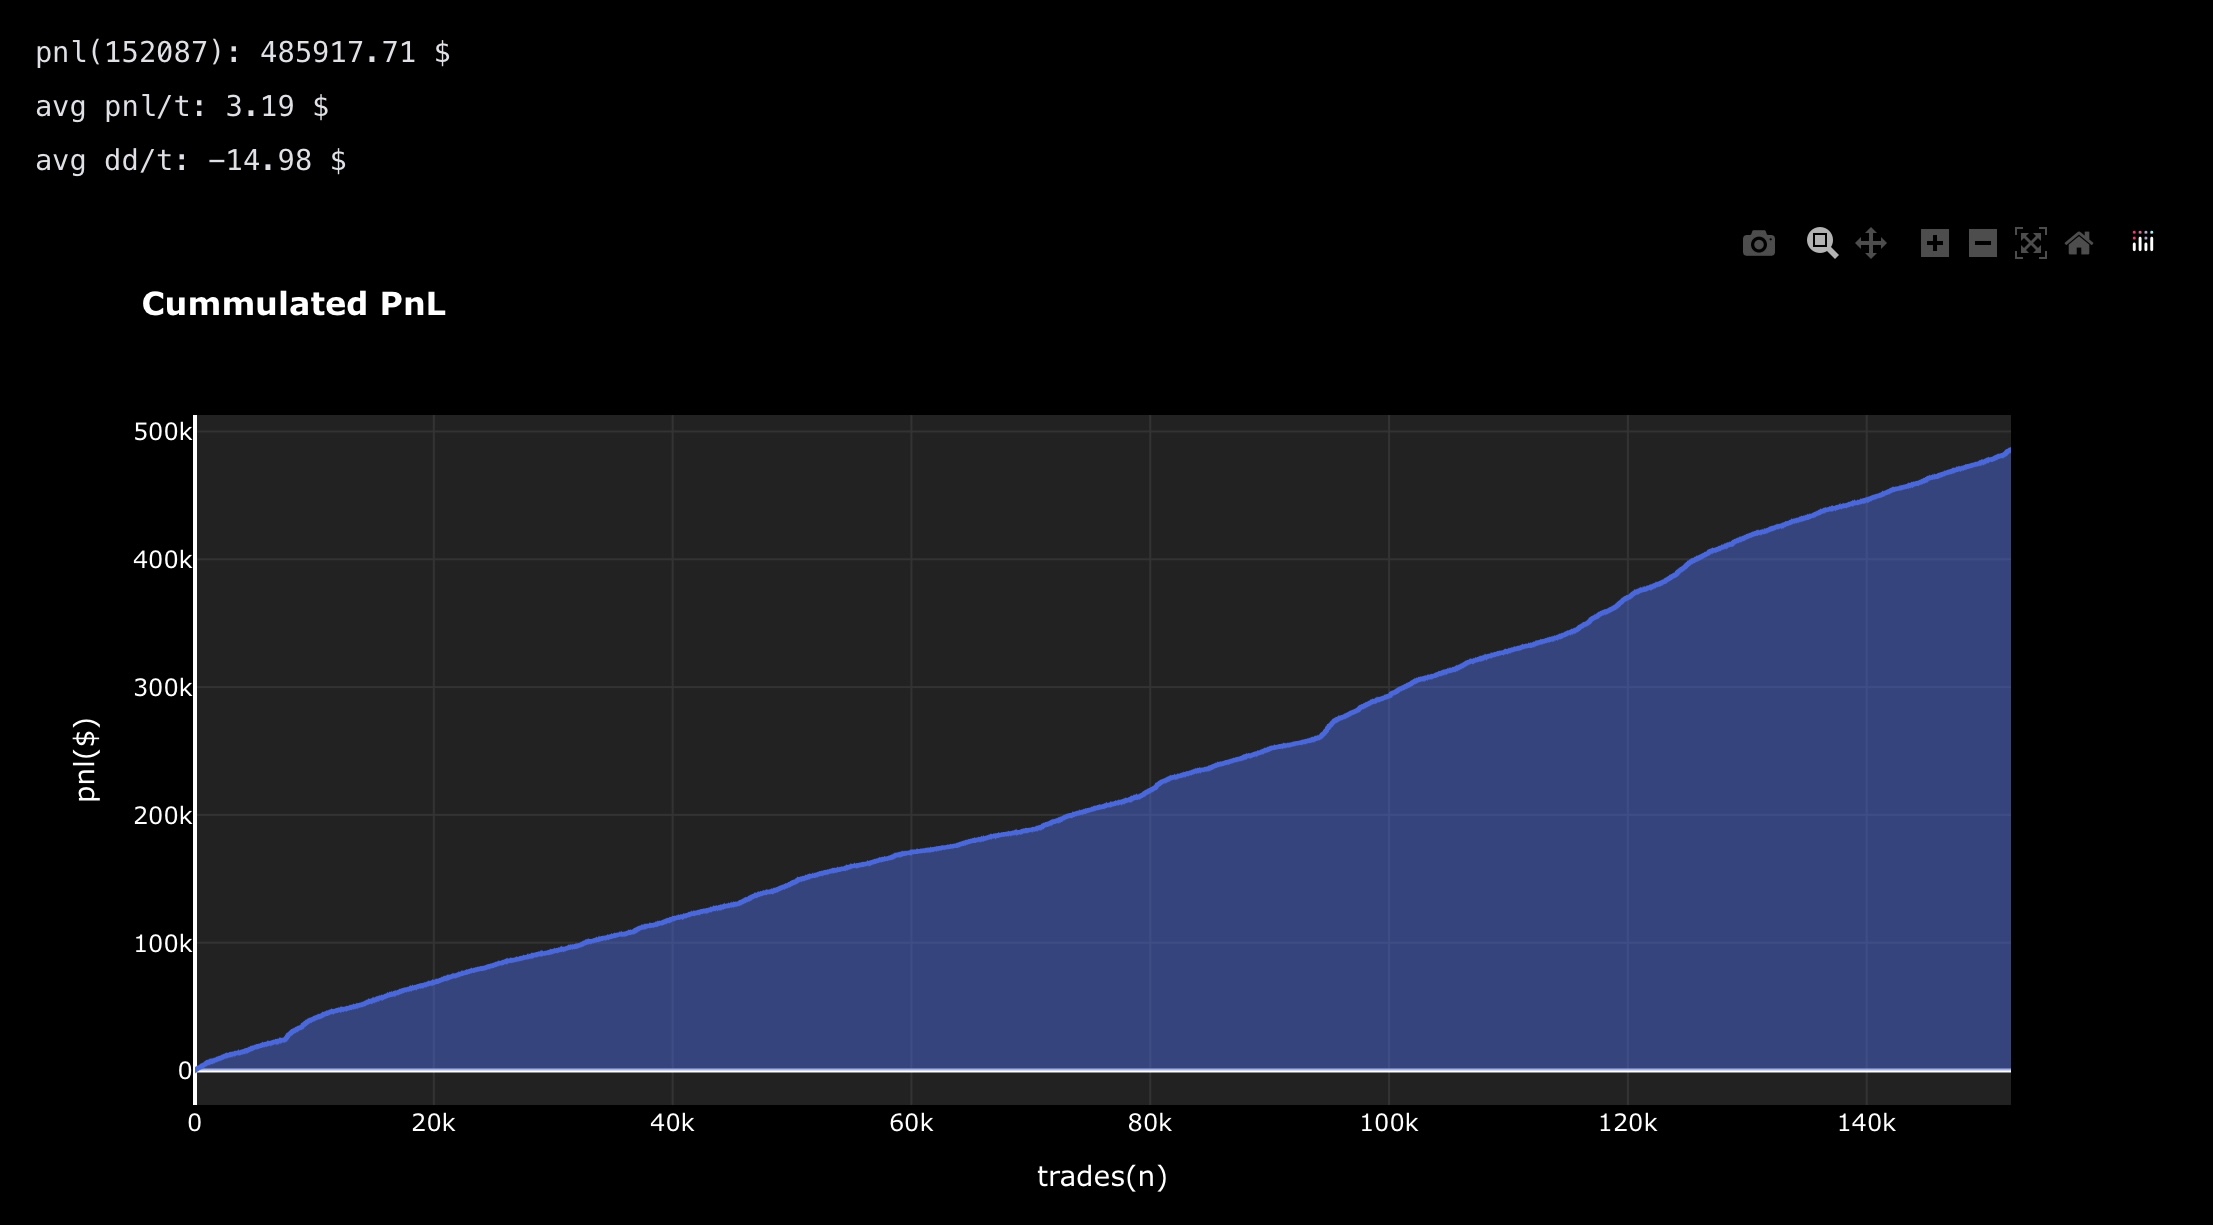 pnl(152087): 485917.71 $
avg pnl/t: 3.19 $
avg dd/t: −14.98 $
Cummulated PnL
500k
400k
300k
200k
100k
0
pnl($)
0 20k 40k 60k 80k 100k 120k 140k
trades(n)